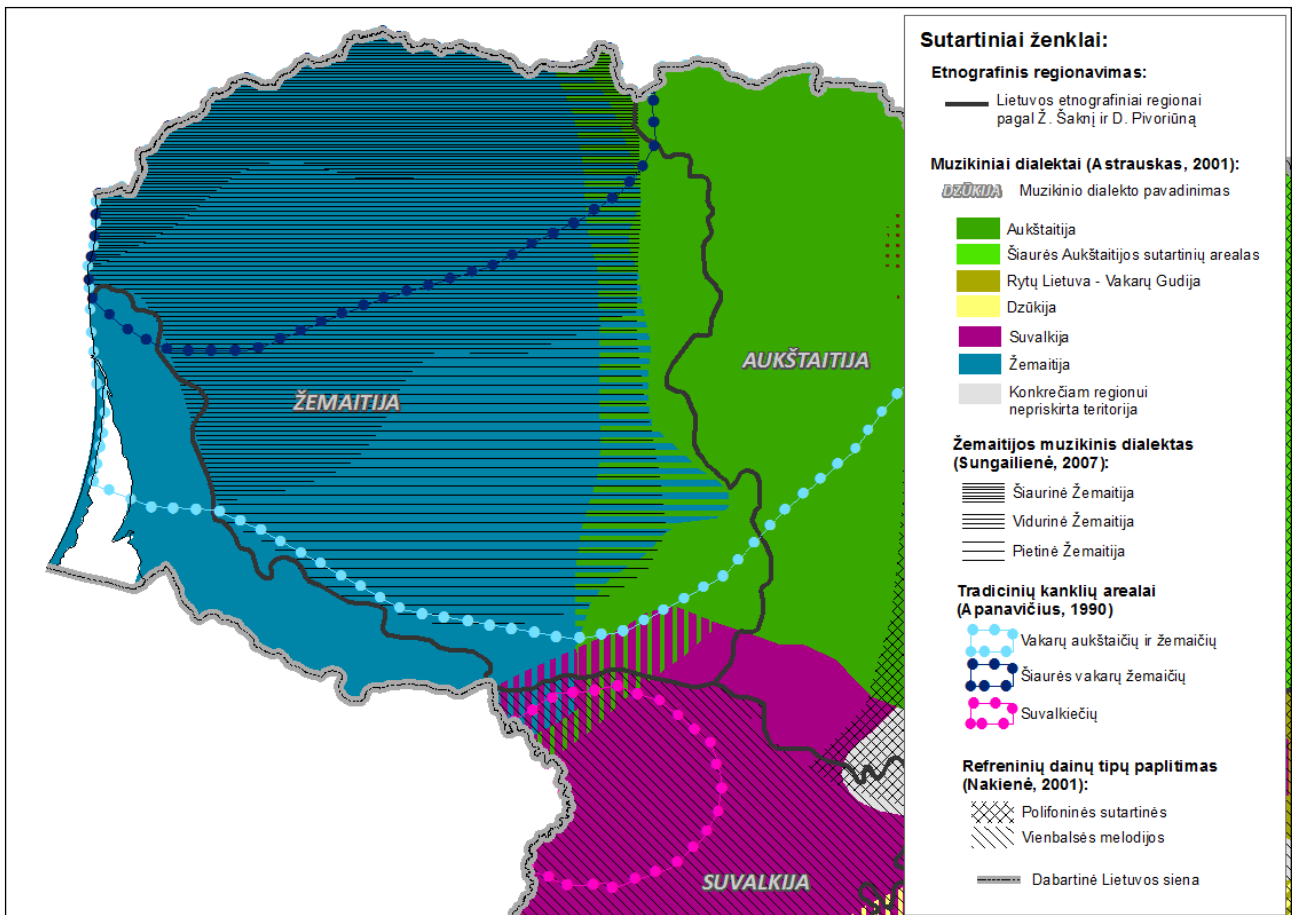 Sutartiniai ženklai:
Etnografinis regionavimas:
Lietuvos etnografiniai regionai
pagal Ž. Šaknį ir D. Pivoriūną
Muzikiniai dialektai (Astrauskas, 2001):
DZŪKIJA Muzikinio dialekto pavadinimas
Aukštaitija
Šiaurės Aukštaitijos sutartinių arealas
Rytų Lietuva - Vakarų Gudija
Dzūkija
Suvalkija
Žemaitija
Konkrečiam regionui
nepriskirta teritorija
Žemaitijos muzikinis dialektas
(Sungailienė, 2007):
Šiaurinė Žemaitija
Vidurinė Žemaitija
Pietinė Žemaitija
Tradicinių kanklių arealai
(Apanavičius, 1990)
Vakarų aukštaičių ir žemaičių
Šiaurės vakarų žemaičių
Suvalkiečių
Refreninių dainų tipų paplitimas
(Nakienė, 2001):
Polifoninės sutartinės
Vienbalsės melodijos
Dabartinė Lietuvos siena
AUKŠTAITIJA
ŽEMAITIJA
SUVALKIJA